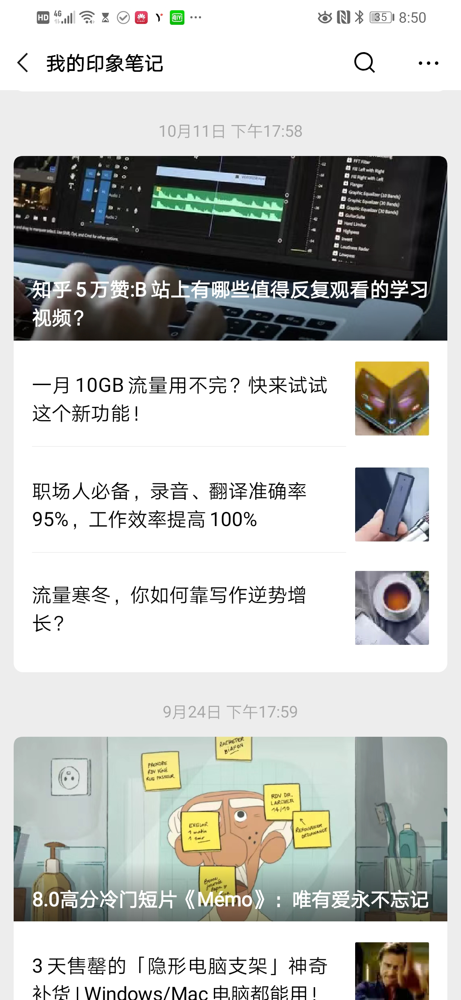 HD 4G 35 8:50
我的印象笔记
10月11日 下午17:58
FFT Filter
Fill Left with Right
Fill Right with Left
Flanger
Graphic Equalizer (10 Bands)
Graphic Equalizer (20 Bands)
Graphic Equalizer (30 Bands)
GuitarSuite
Hard Limiter
Highpass
Invert
Loudness Radar
Lowpass
Audio 1
Audio 2
知乎 5 万赞:B 站上有哪些值得反复观看的学习
视频?
一月 10GB 流量用不完？快来试试
这个新功能！
职场人必备，录音、翻译准确率
95%，工作效率提高 100%
流量寒冬，你如何靠写作逆势增
长？
9月24日 下午17:59
RACHETER
BIAFON
PRENDRE
RDV KINÉ
RUE PASTEUR
RDV DR.
LARCHER
14/10
EXELOR
1 matin
1 soir
RENOUVELLER
ORDONNANCE
Bonne
journée
Papa
8.0高分冷门短片《Mémo》：唯有爱永不忘记
3 天售罄的「隐形电脑支架」神奇
补货 | Windows/Mac 电脑都能用！